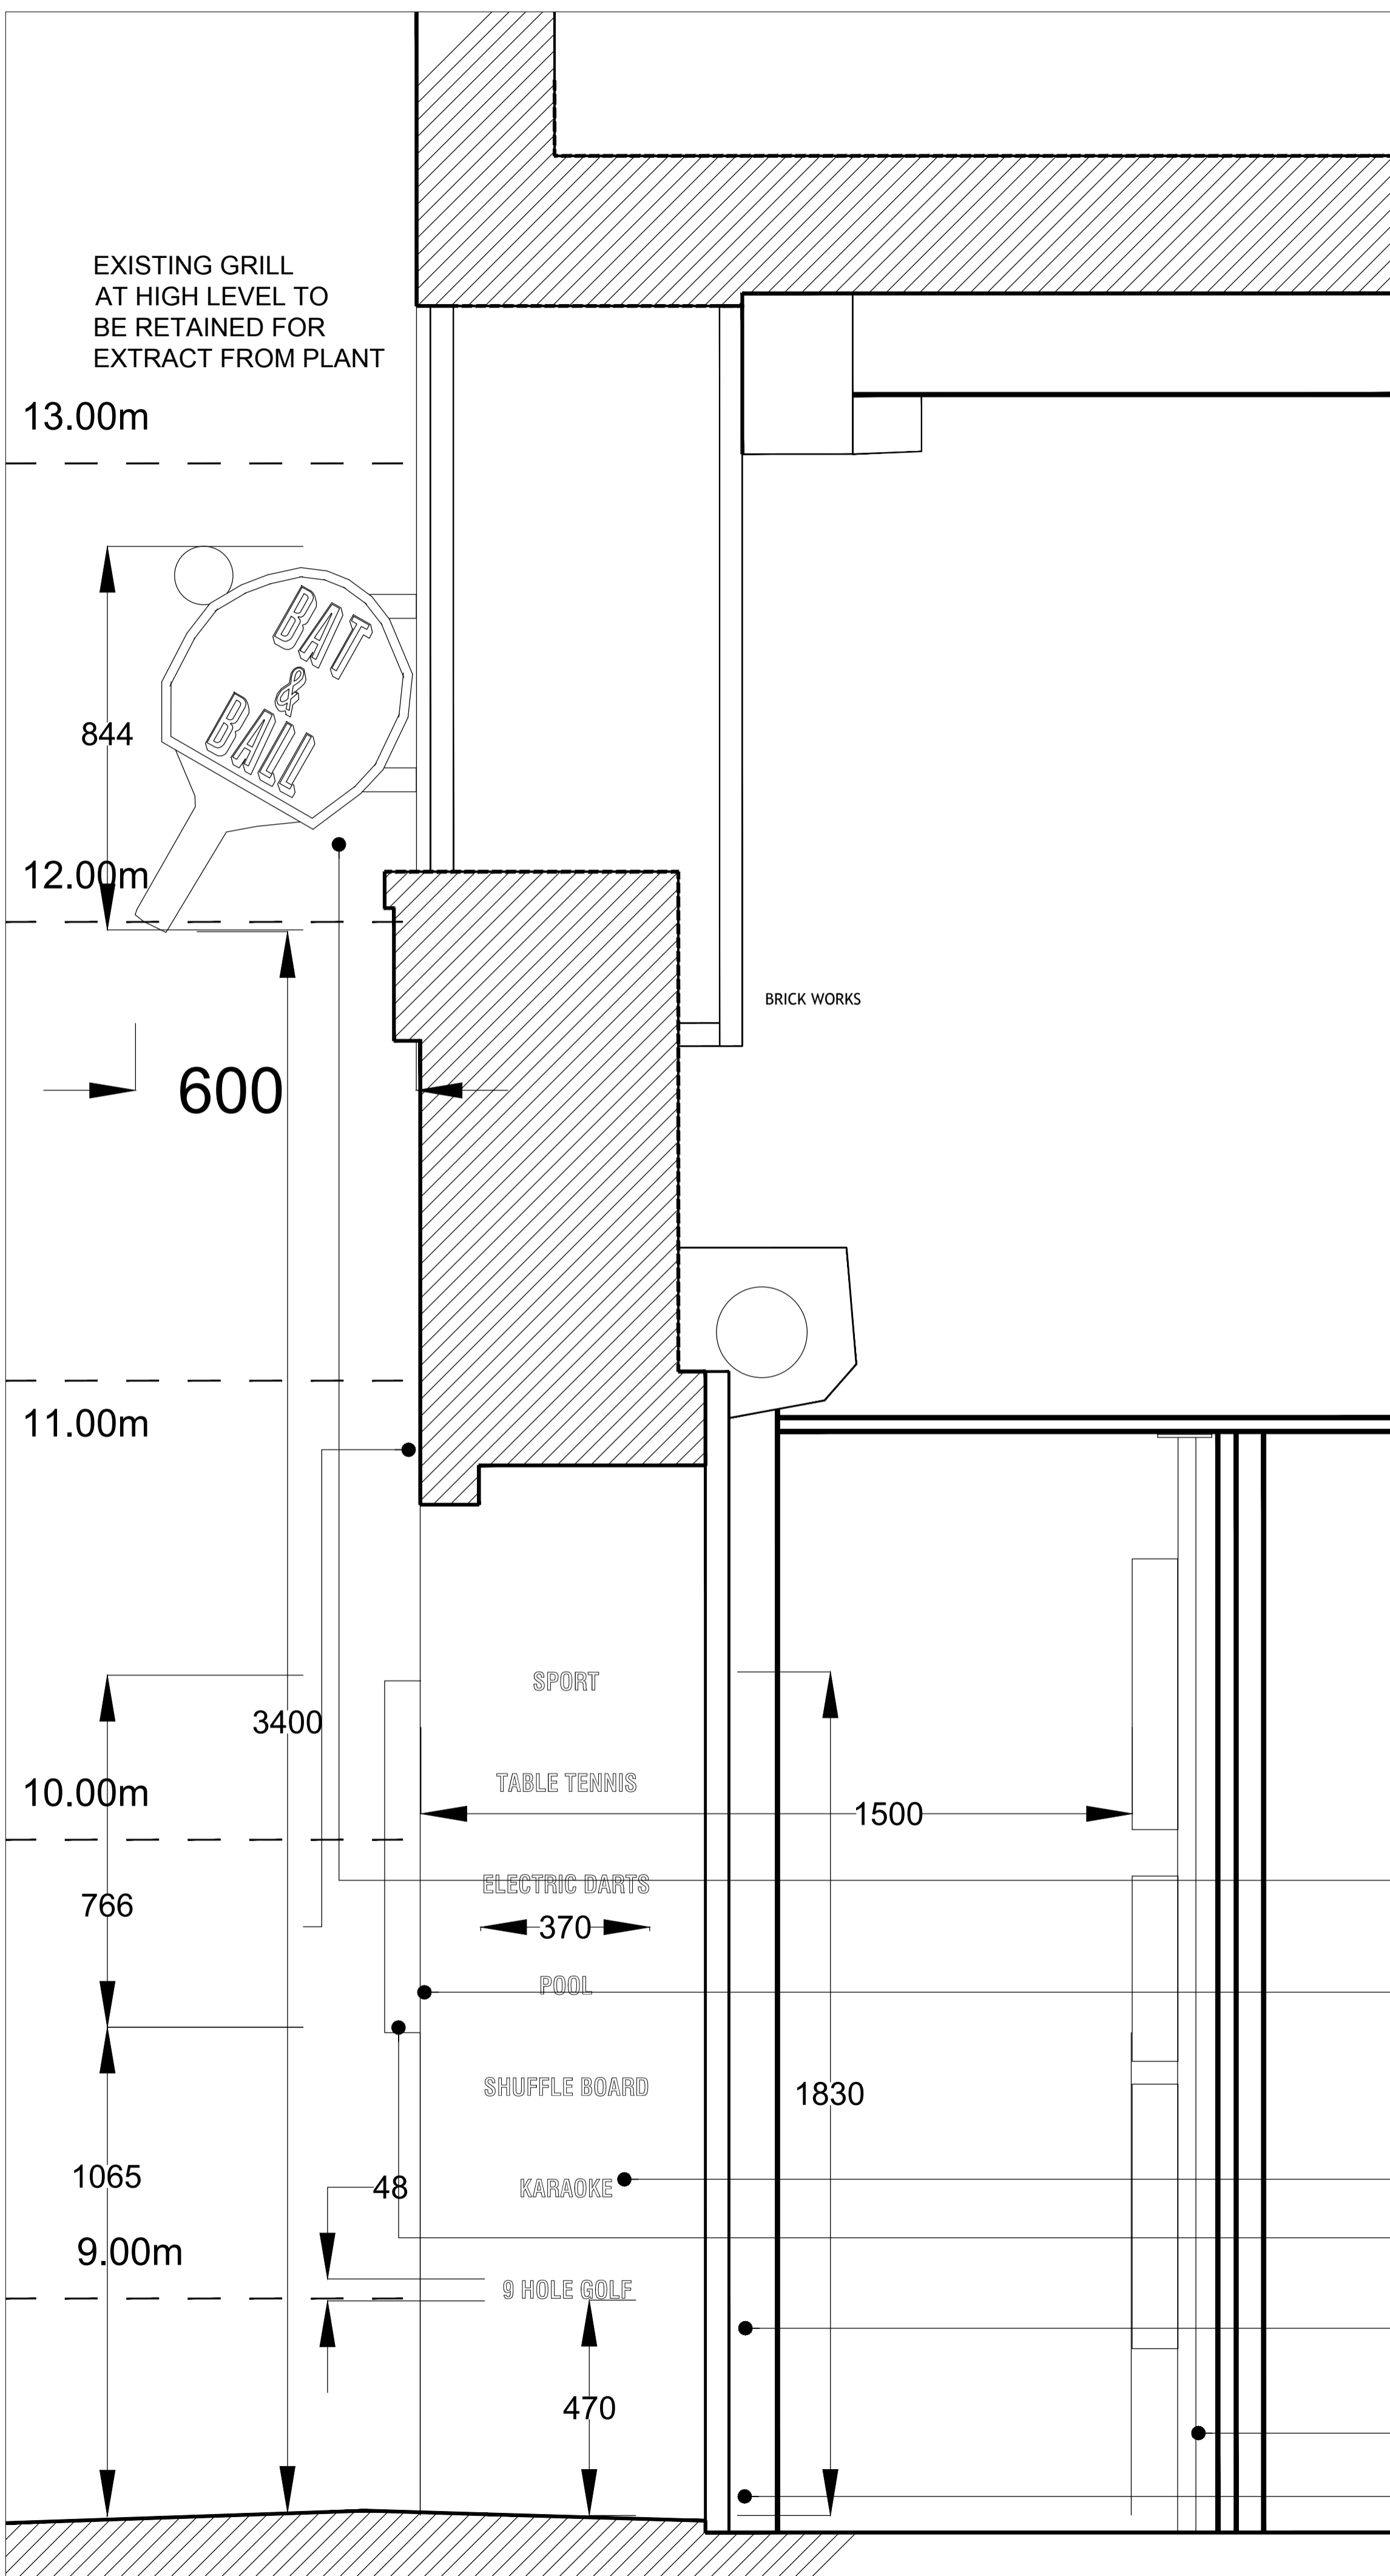 EXISTING GRILL
AT HIGH LEVEL TO
BE RETAINED FOR
EXTRACT FROM PLANT
13.00m
BAT
&
BALL
844
12.00m
BRICK WORKS
600
11.00m
SPORT
3400
TABLE TENNIS
10.00m
1500
ELECTRIC DARTS
766
370
POOL
SHUFFLE BOARD
1830
1065
48
KARAOKE
9.00m
9 HOLE GOLF
470